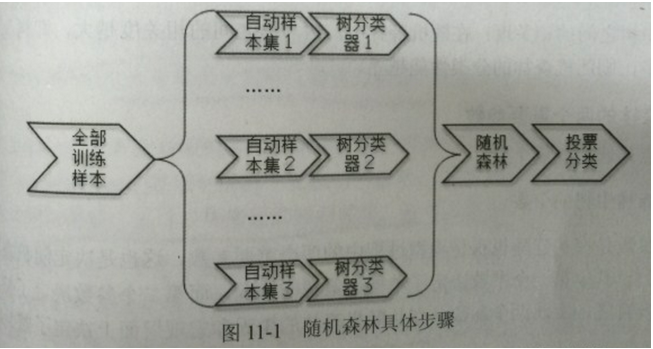 自动样
本集1
树分类
器1
……
全部
训练
样本
自动样
本集2
树分类
器2
随机
森林
投票
分类
……
自动样
本集3
树分类
器3
图 11-1 随机森林具体步骤